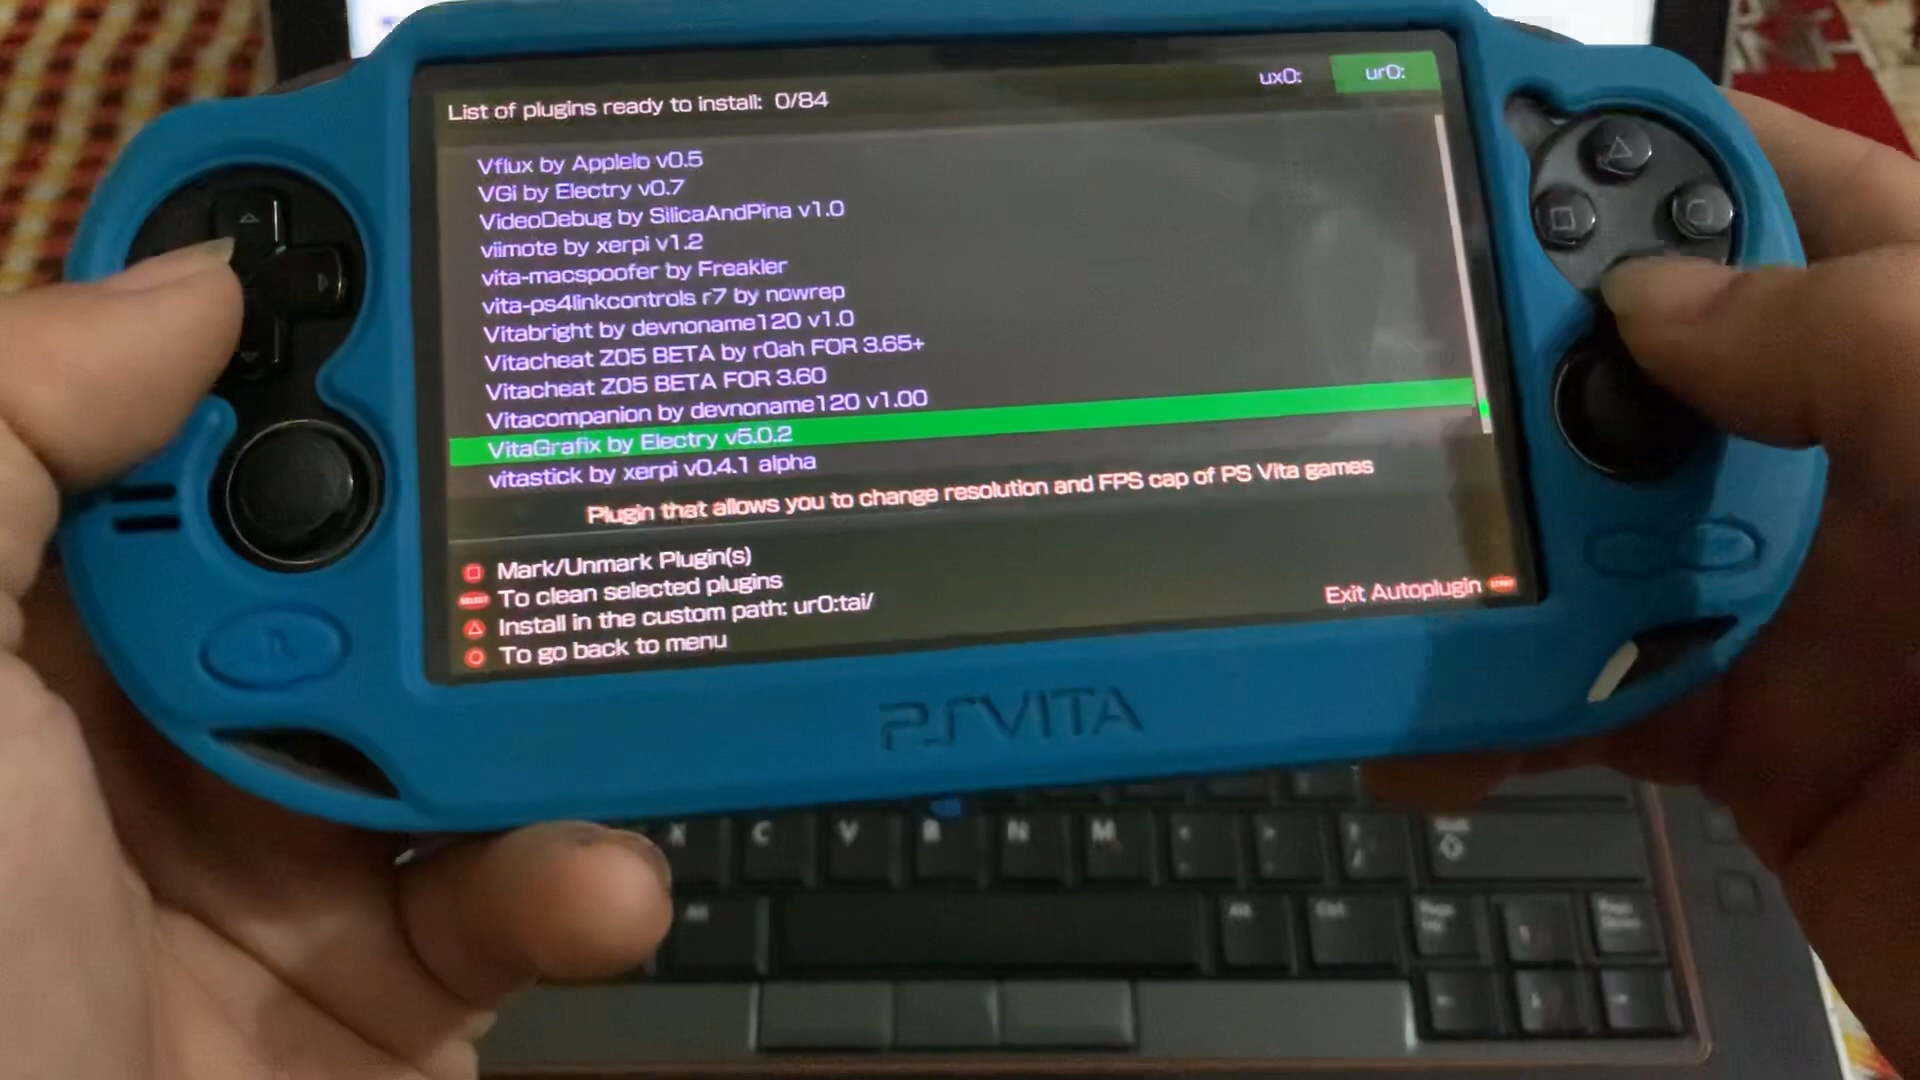 ux0:
ur0:
List of plugins ready to install: 0/84
Vflux by Applelo v0.5
VGi by Electry v0.7
VideoDebug by SilicaAndPina v1.0
viimote by xerpi v1.2
vita-macspoofer by Freakler
vita-ps4linkcontrols r7 by nowrep
Vitabright by devnoname120 v1.0
Vitacheat Z05 BETA by r0ah FOR 3.65+
Vitacheat Z05 BETA FOR 3.60
Vitacompanion by devnoname120 v1.00
VitaGrafix by Electry v5.0.2
vitastick by xerpi v0.4.1 alpha
Plugin that allows you to change resolution and FPS cap of PS Vita games
Mark/Unmark Plugin(s)
SELECT To clean selected plugins
Install in the custom path: ur0:tai/
To go back to menu
Exit Autoplugin START
PSVITA
X C V B N M < > ?
/
Alt Alt Ctrl